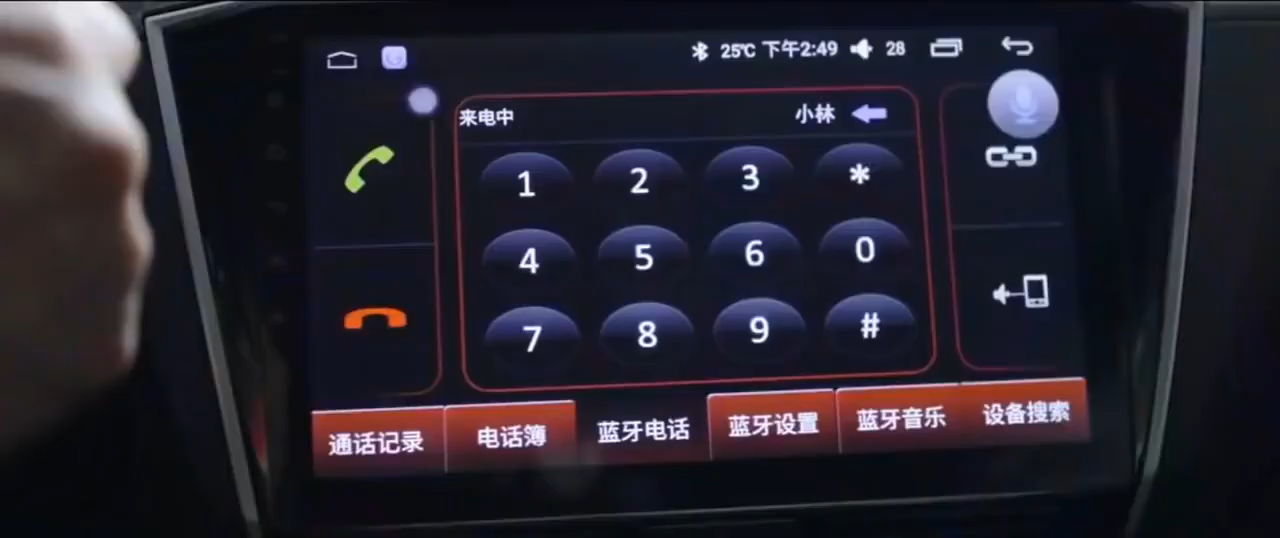 25℃ 下午2:49 28
来电中 小林
1 2 3 *
4 5 6 0
7 8 9 #
通话记录 电话簿 蓝牙电话 蓝牙设置 蓝牙音乐 设备搜索